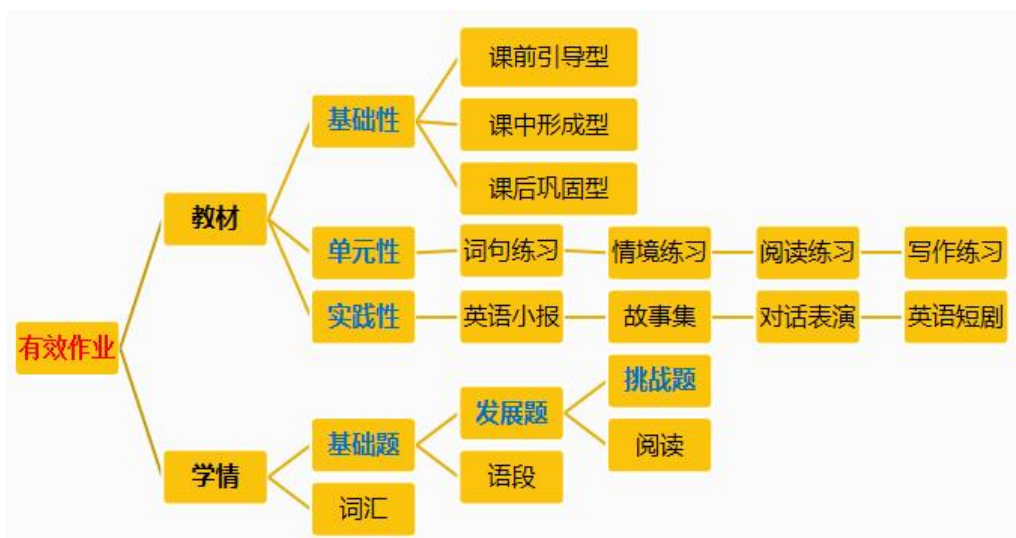 课前引导型
基础性
课中形成型
课后巩固型
教材
单元性 词句练习 情境练习 阅读练习 写作练习
实践性 英语小报 故事集 对话表演 英语短剧
有效作业
挑战题
发展题
基础题
阅读
学情
语段
词汇